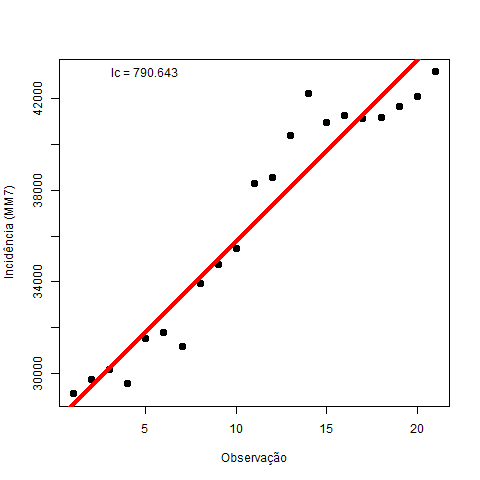 Ic = 790.643
42000
38000
34000
30000
Incidência (MM7)
5 10 15 20
Observação